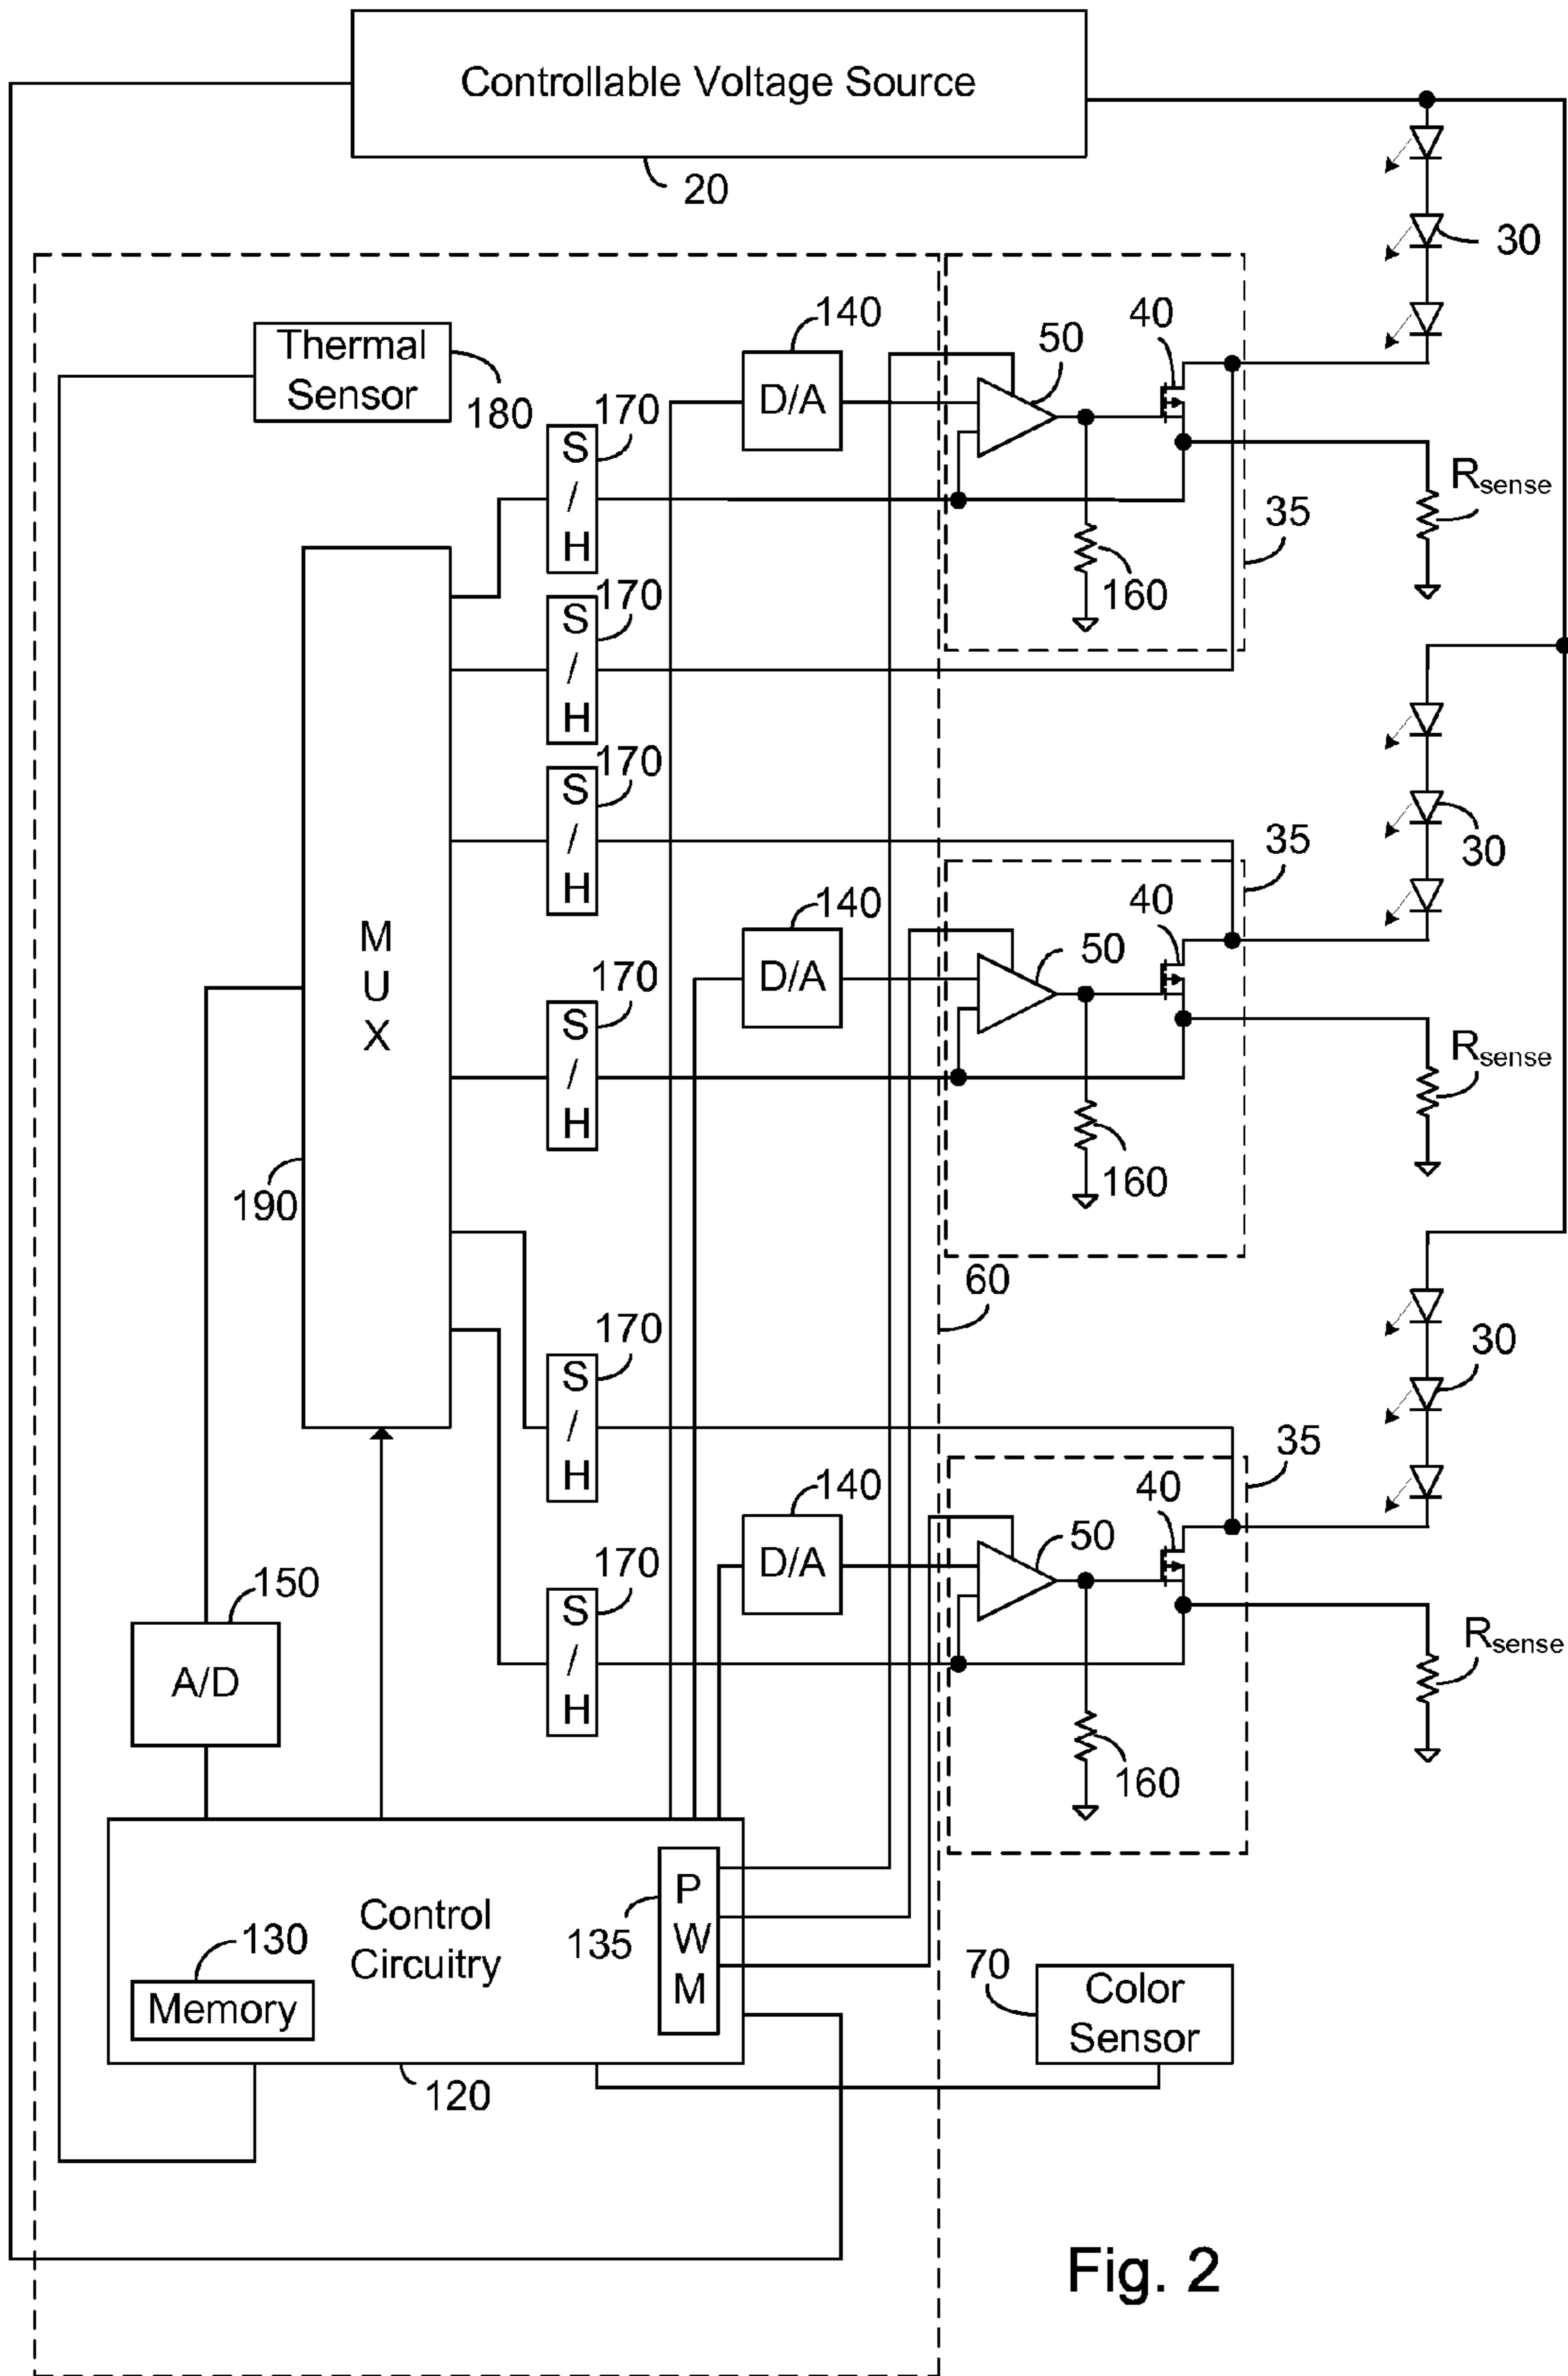 Controllable Voltage Source
20
30
Thermal
Sensor
180
140
D/A
50
40
170
S
/
H
Rsense
35
160
170
S
/
H
170
S
/
H
35
30
140
D/A
50
40
M
U
X
170
S
/
H
Rsense
160
190
60
170
S
/
H
30
35
140
D/A
50
40
150
A/D
170
S
/
H
Rsense
160
Control
Circuitry
P
W
M
135
130
Memory
70
Color
Sensor
120
Fig. 2